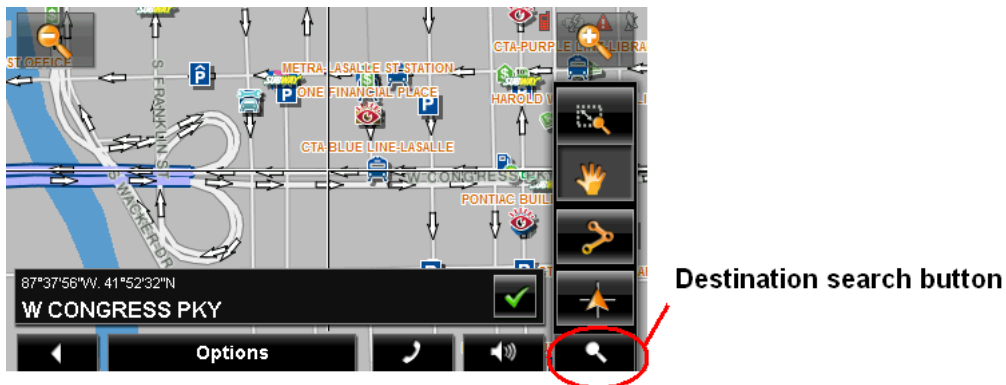 CTA-PURPLE LINE-LIBRA
ST OFFICE
METRA-LASALLE ST-STATION
SUBWAY
SUBWAY
P
ONE FINANCIAL PLACE
P
P
HAROLD W
S FRANKLIN ST
CTA-BLUE LINE-LASALLE
W CONGRESS PKY
PONTIAC BUIL
S WACKER DR
87°37'56"W. 41°52'32"N
W CONGRESS PKY
Options
Destination search button